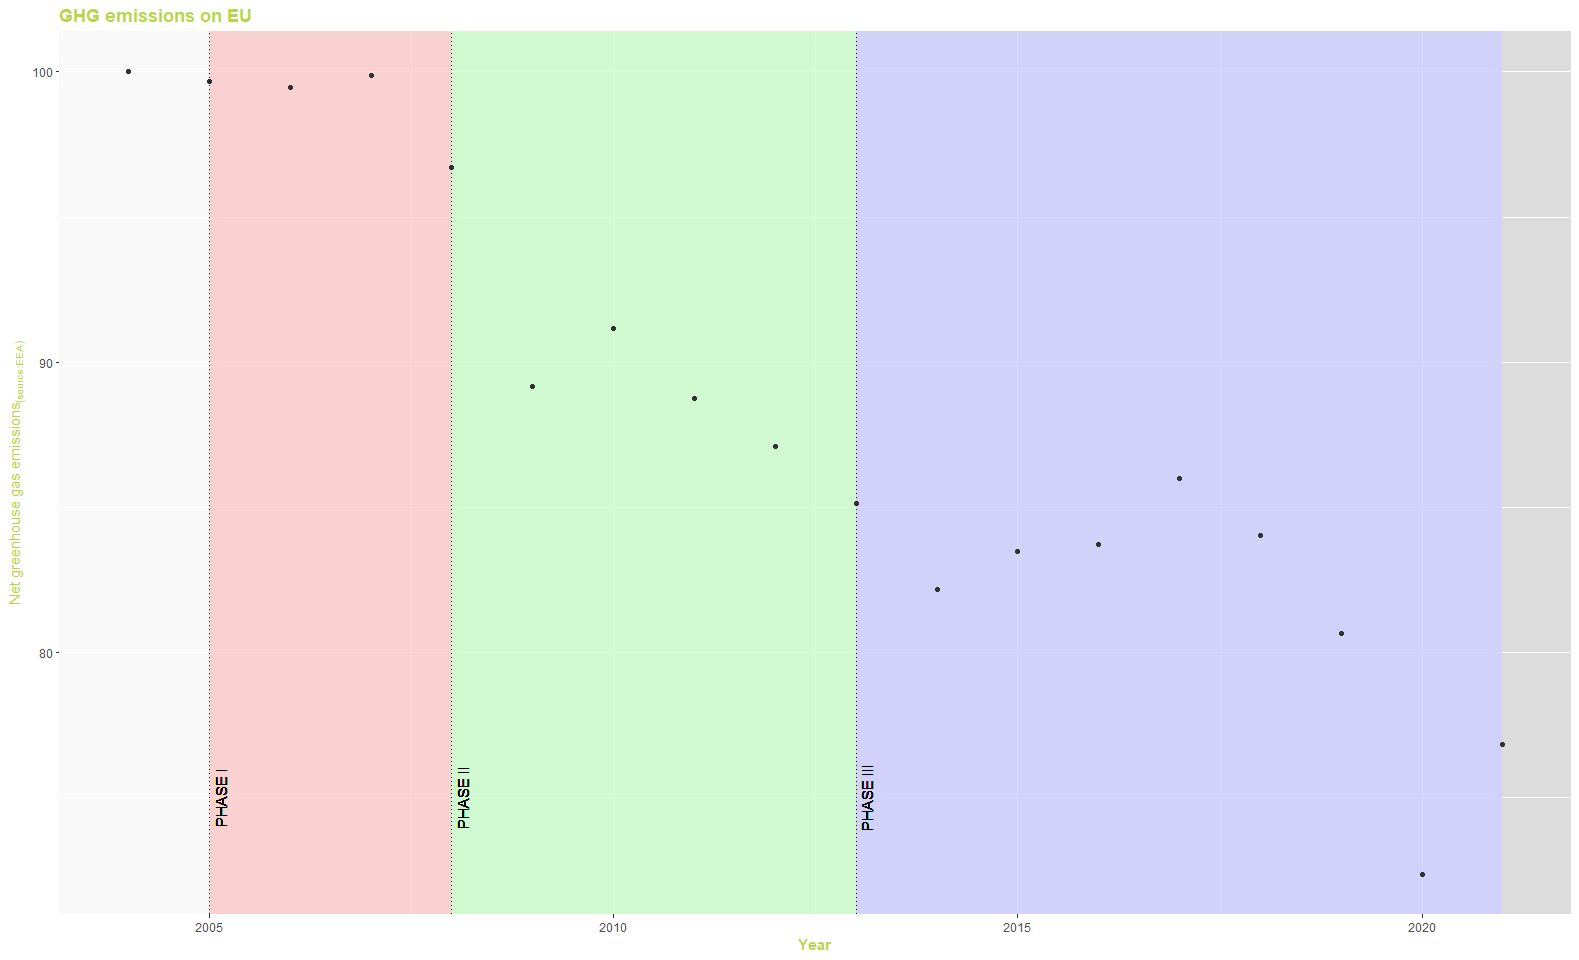 GHG emissions on EU
100
90
80
Net greenhouse gas emissions(source:EEA)
PHASE I
PHASE II
PHASE III
2005
2010
2015
2020
Year